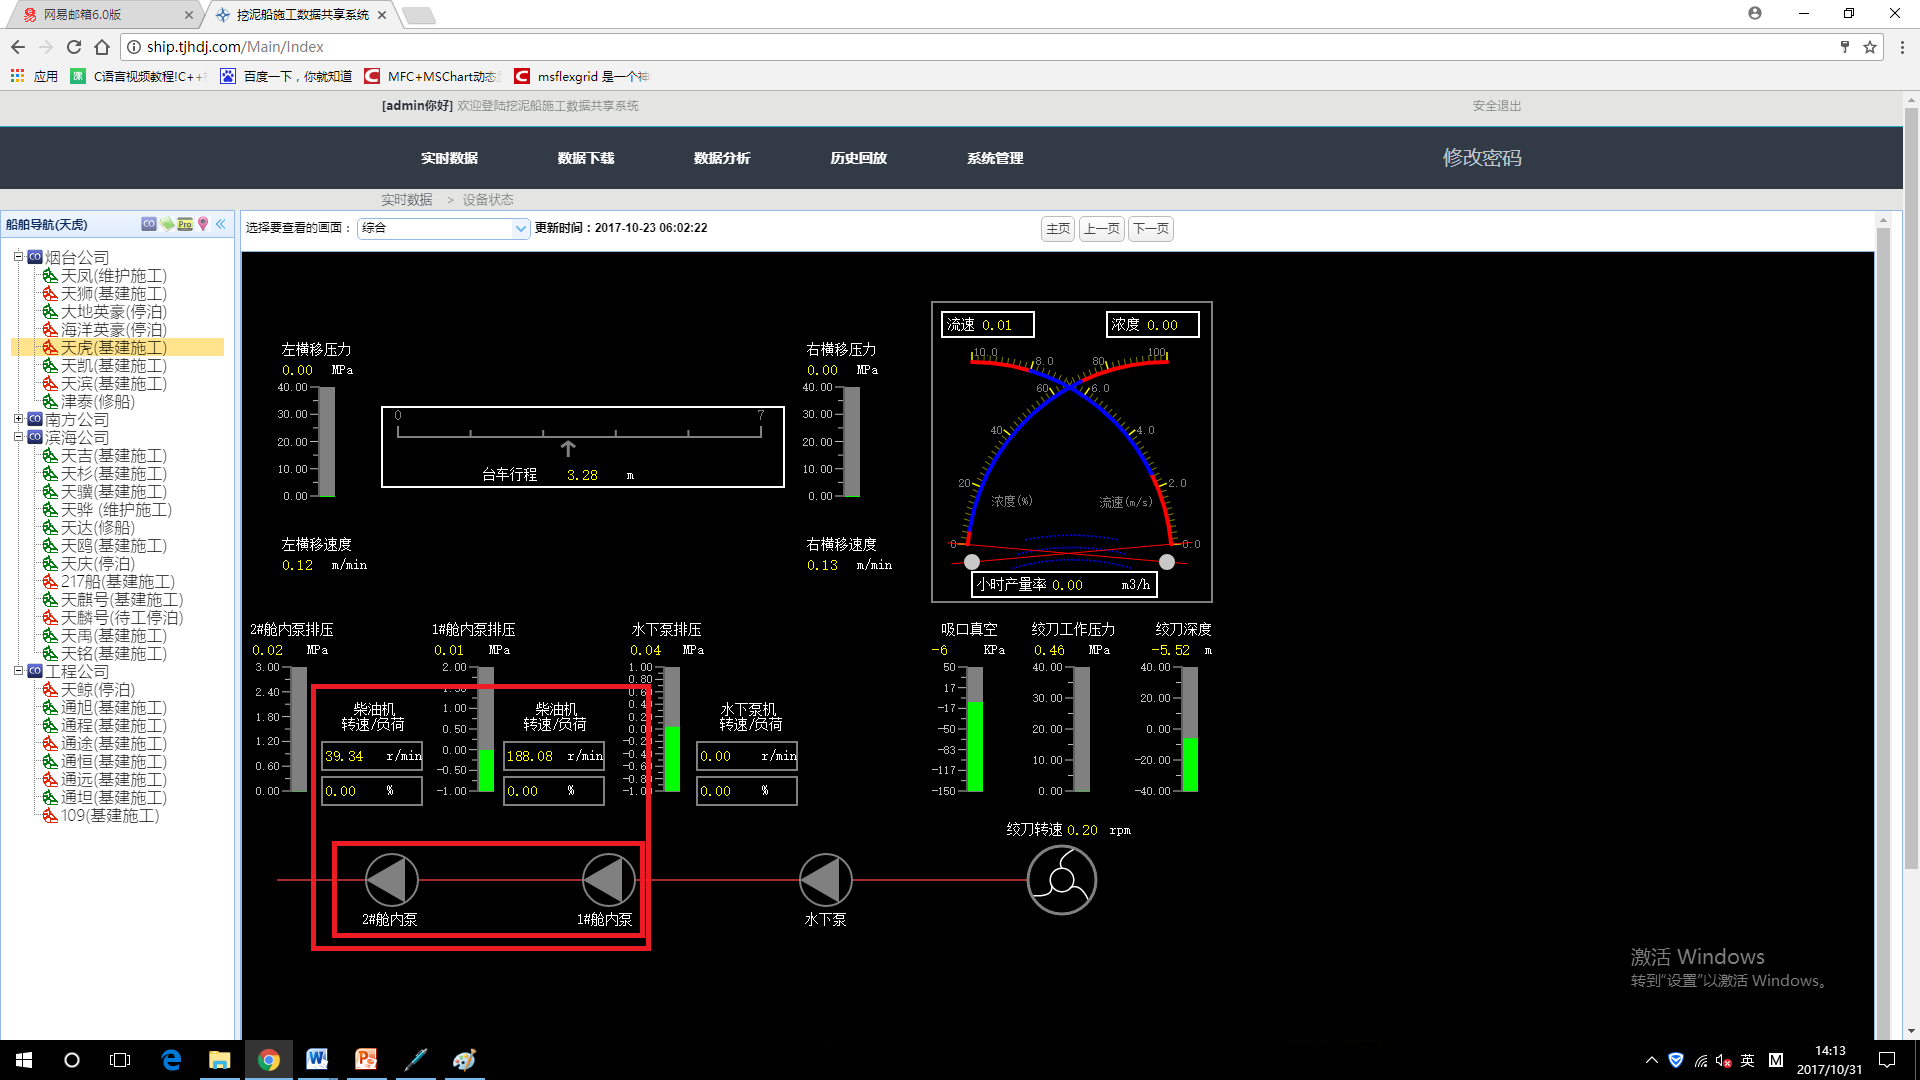 网易邮箱6.0版
挖泥船施工数据共享系统
ship.tjhdj.com/Main/Index
应用
C语言视频教程!C++
百度一下，你就知道
MFC+MSChart动态
msflexgrid 是一个神
[admin你好] 欢迎登陆挖泥船施工数据共享系统
安全退出
实时数据
数据下载
数据分析
历史回放
系统管理
修改密码
实时数据 > 设备状态
船舶导航(天虎)
CO
Pro
选择要查看的画面：
综合
更新时间：2017-10-23 06:02:22
主页
上一页
下一页
烟台公司
天凤(维护施工)
天狮(基建施工)
大地英豪(停泊)
海洋英豪(停泊)
天虎(基建施工)
天凯(基建施工)
天滨(基建施工)
津泰(修船)
南方公司
滨海公司
天吉(基建施工)
天杉(基建施工)
天骥(基建施工)
天骅 (维护施工)
天达(修船)
天鸥(基建施工)
天庆(停泊)
217船(基建施工)
天麒号(基建施工)
天麟号(待工停泊)
天禹(基建施工)
天铭(基建施工)
工程公司
天鲸(停泊)
通旭(基建施工)
通程(基建施工)
通途(基建施工)
通恒(基建施工)
通远(基建施工)
通坦(基建施工)
109(基建施工)
左横移压力
0.00 MPa
40.00
30.00
20.00
10.00
0.00
左横移速度
0.12 m/min
0 7
台车行程 3.28 m
右横移压力
0.00 MPa
40.00
30.00
20.00
10.00
0.00
右横移速度
0.13 m/min
流速 0.01
浓度 0.00
10.0 8.0 80 100
60 6.0
40 4.0
20 2.0
浓度(%) 流速(m/s)
0 0.0
小时产量率 0.00 m3/h
2#舱内泵排压
0.02 MPa
3.00
2.40
1.80
1.20
0.60
0.00
柴油机
转速/负荷
39.34 r/min
0.00 %
1#舱内泵排压
0.01 MPa
2.00
1.50
1.00
0.50
0.00
-0.50
-1.00
柴油机
转速/负荷
188.08 r/min
0.00 %
水下泵排压
0.04 MPa
1.00
0.80
0.60
0.4
0.2
0.00
-0.2
-0.4
-0.6
-0.8
-1.0
水下泵机
转速/负荷
0.00 r/min
0.00 %
吸口真空
-6 KPa
50
17
-17
-50
-83
-117
-150
绞刀工作压力
0.46 MPa
40.00
30.00
20.00
10.00
0.00
绞刀深度
-5.52 m
40.00
20.00
0.00
-20.00
-40.00
绞刀转速 0.20 rpm
2#舱内泵
1#舱内泵
水下泵
激活 Windows
转到“设置”以激活 Windows。
英
M
14:13
2017/10/31